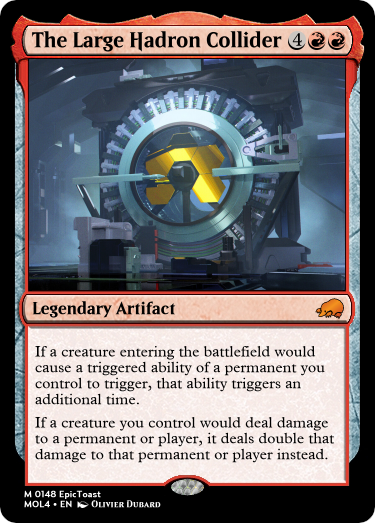 The Large Hadron Collider 4
Legendary Artifact
If a creature entering the battlefield would
cause a triggered ability of a permanent you
control to trigger, that ability triggers an
additional time.
If a creature you control would deal damage
to a permanent or player, it deals double that
damage to that permanent or player instead.
M 0148 EpicToast
MOL4 • EN Olivier Dubard